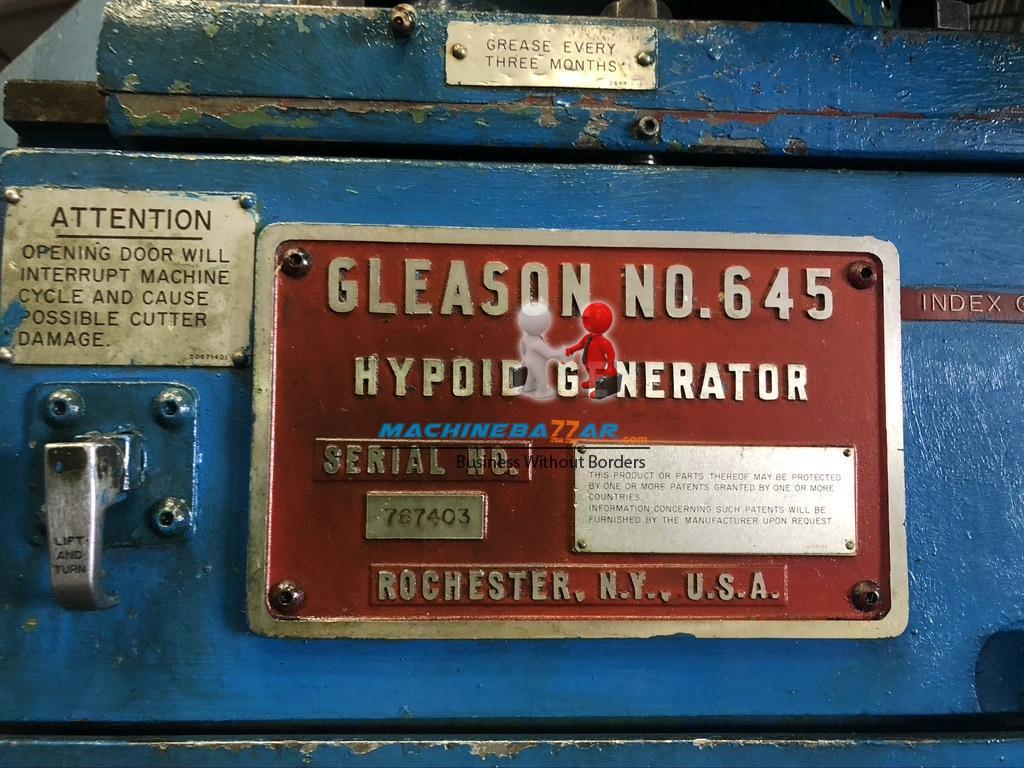 GREASE EVERY
THREE MONTHS
ATTENTION
OPENING DOOR WILL
INTERRUPT MACHINE
CYCLE AND CAUSE
POSSIBLE CUTTER
DAMAGE.
GLEASON NO. 645
INDEX
HYPOID GENERATOR
MACHINEBAZZAR.com
Business Without Borders
SERIAL NO.
767403
THIS PRODUCT OR PARTS THEREOF MAY BE PROTECTED
BY ONE OR MORE PATENTS GRANTED BY ONE OR MORE
COUNTRIES.
INFORMATION CONCERNING SUCH PATENTS WILL BE
FURNISHED BY THE MANUFACTURER UPON REQUEST
LIFT
AND
TURN
ROCHESTER, N.Y., U.S.A.